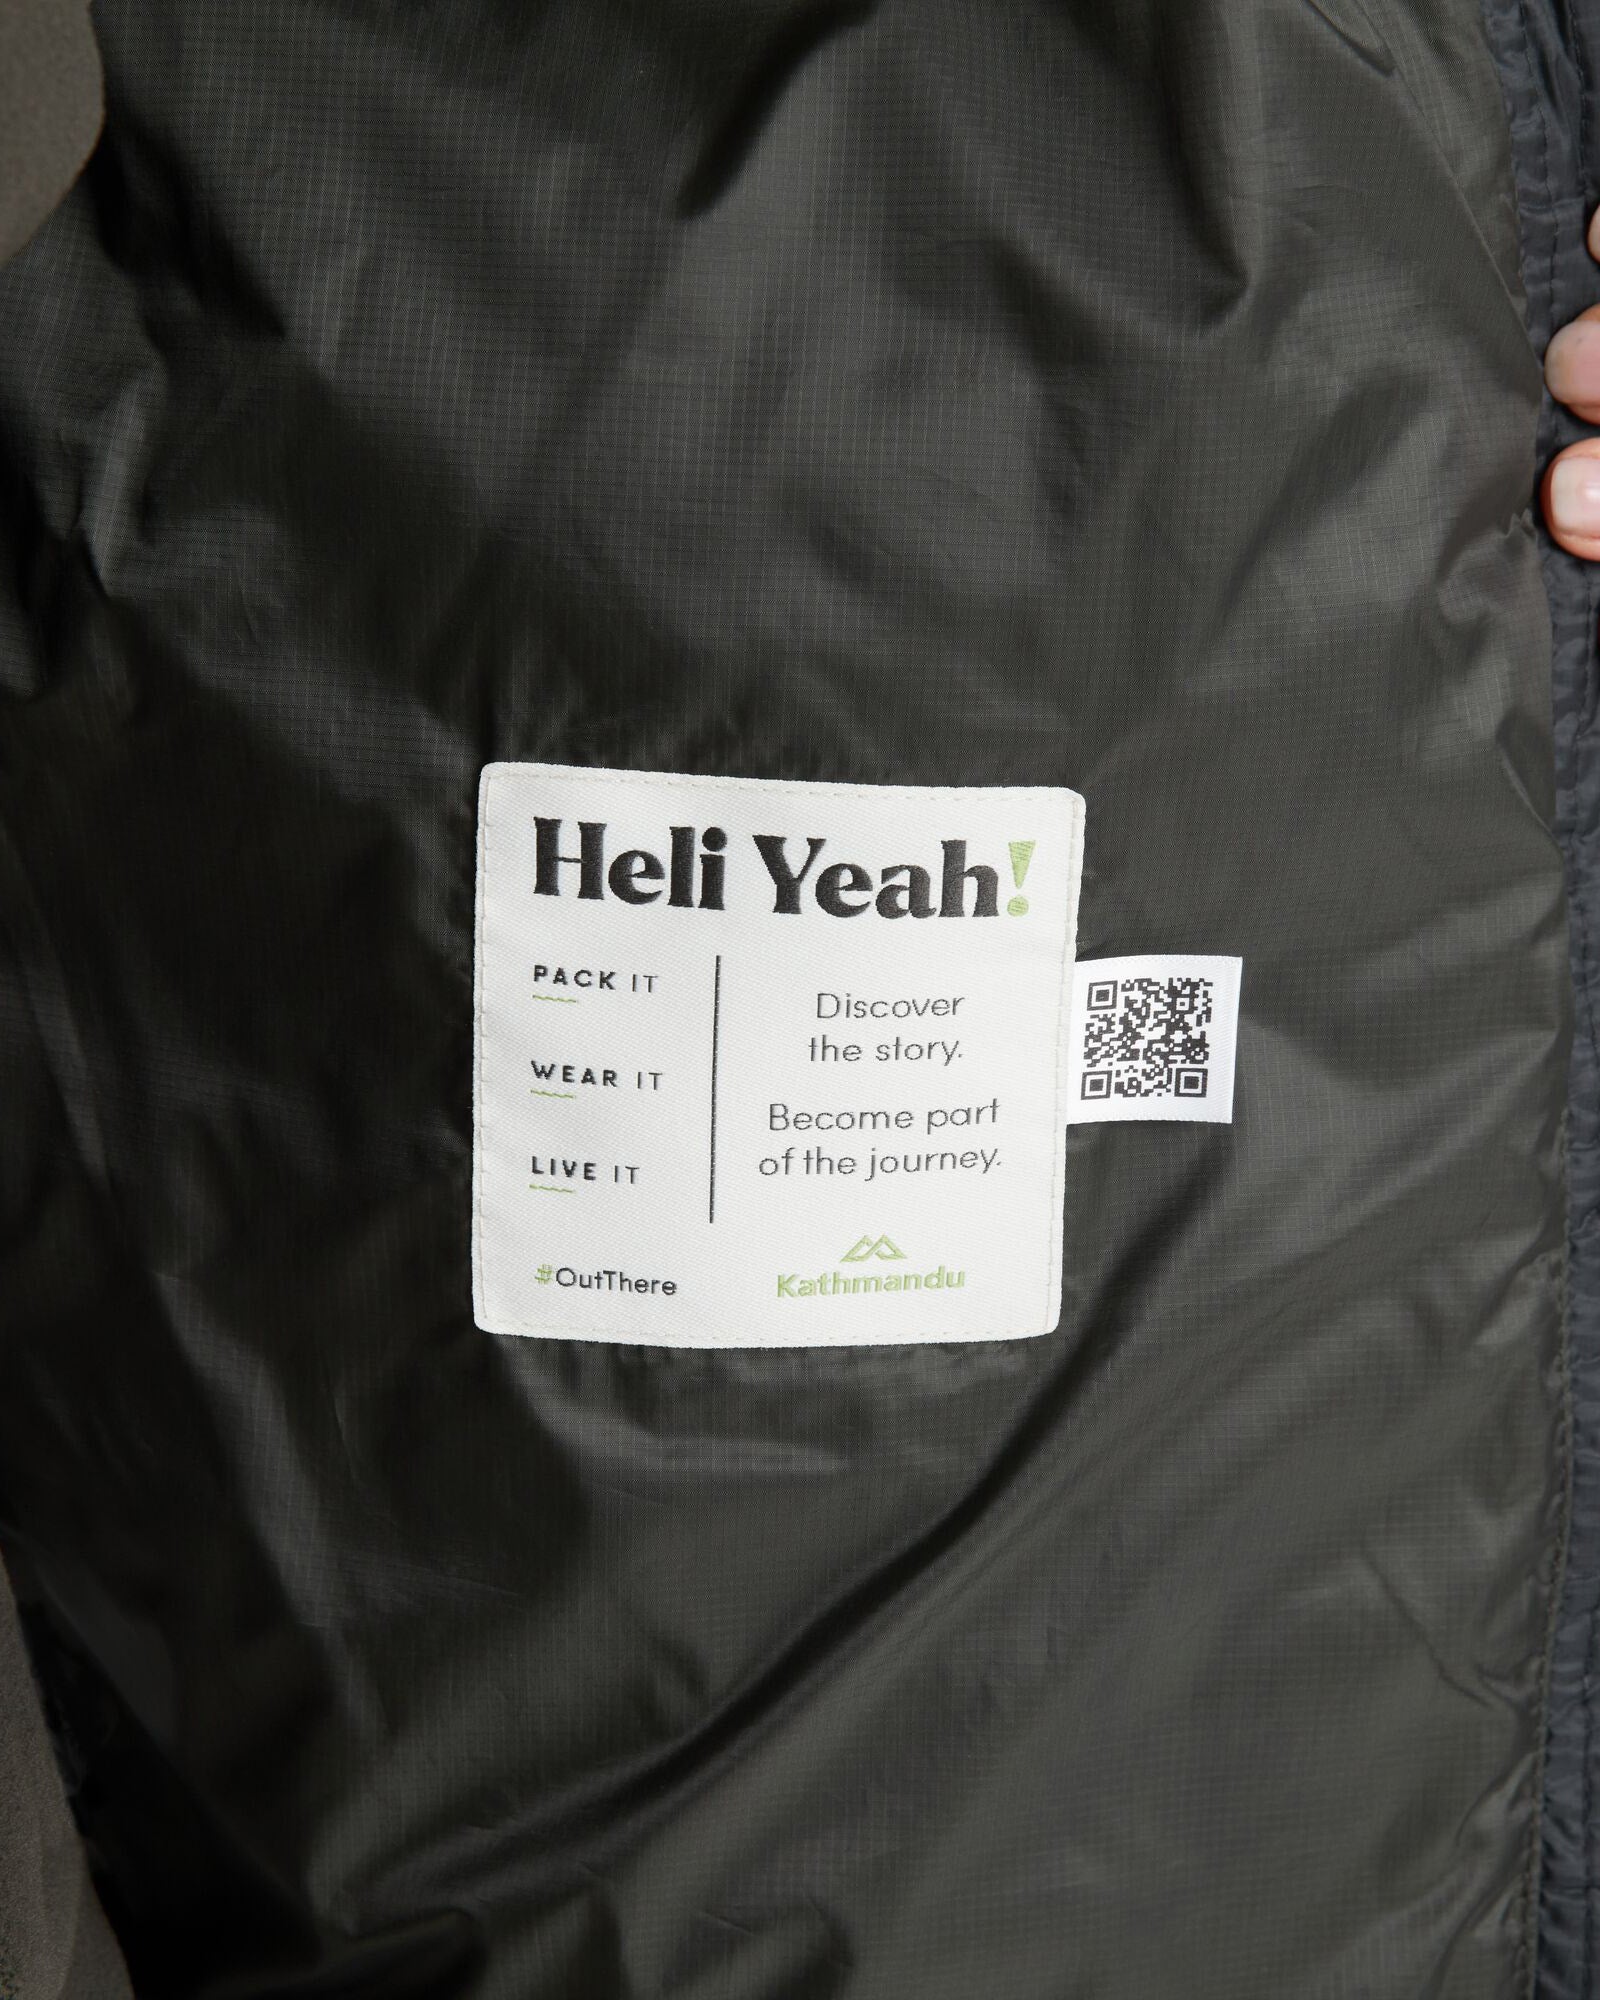 Heli Yeah!
PACK IT
WEAR IT
LIVE IT
#OutThere
Discover
the story.
Become part
of the journey.
Kathmandu